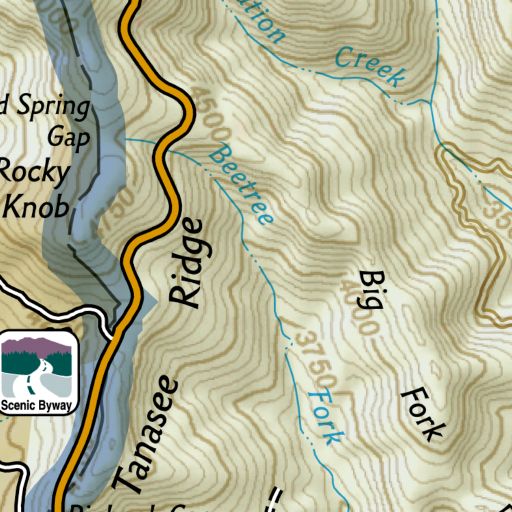 Creek
d Spring
Gap
4500
Rocky
Knob
Beetree
Ridge
Big
4000
3750
Scenic Byway
Tanasee
Fork
Fork